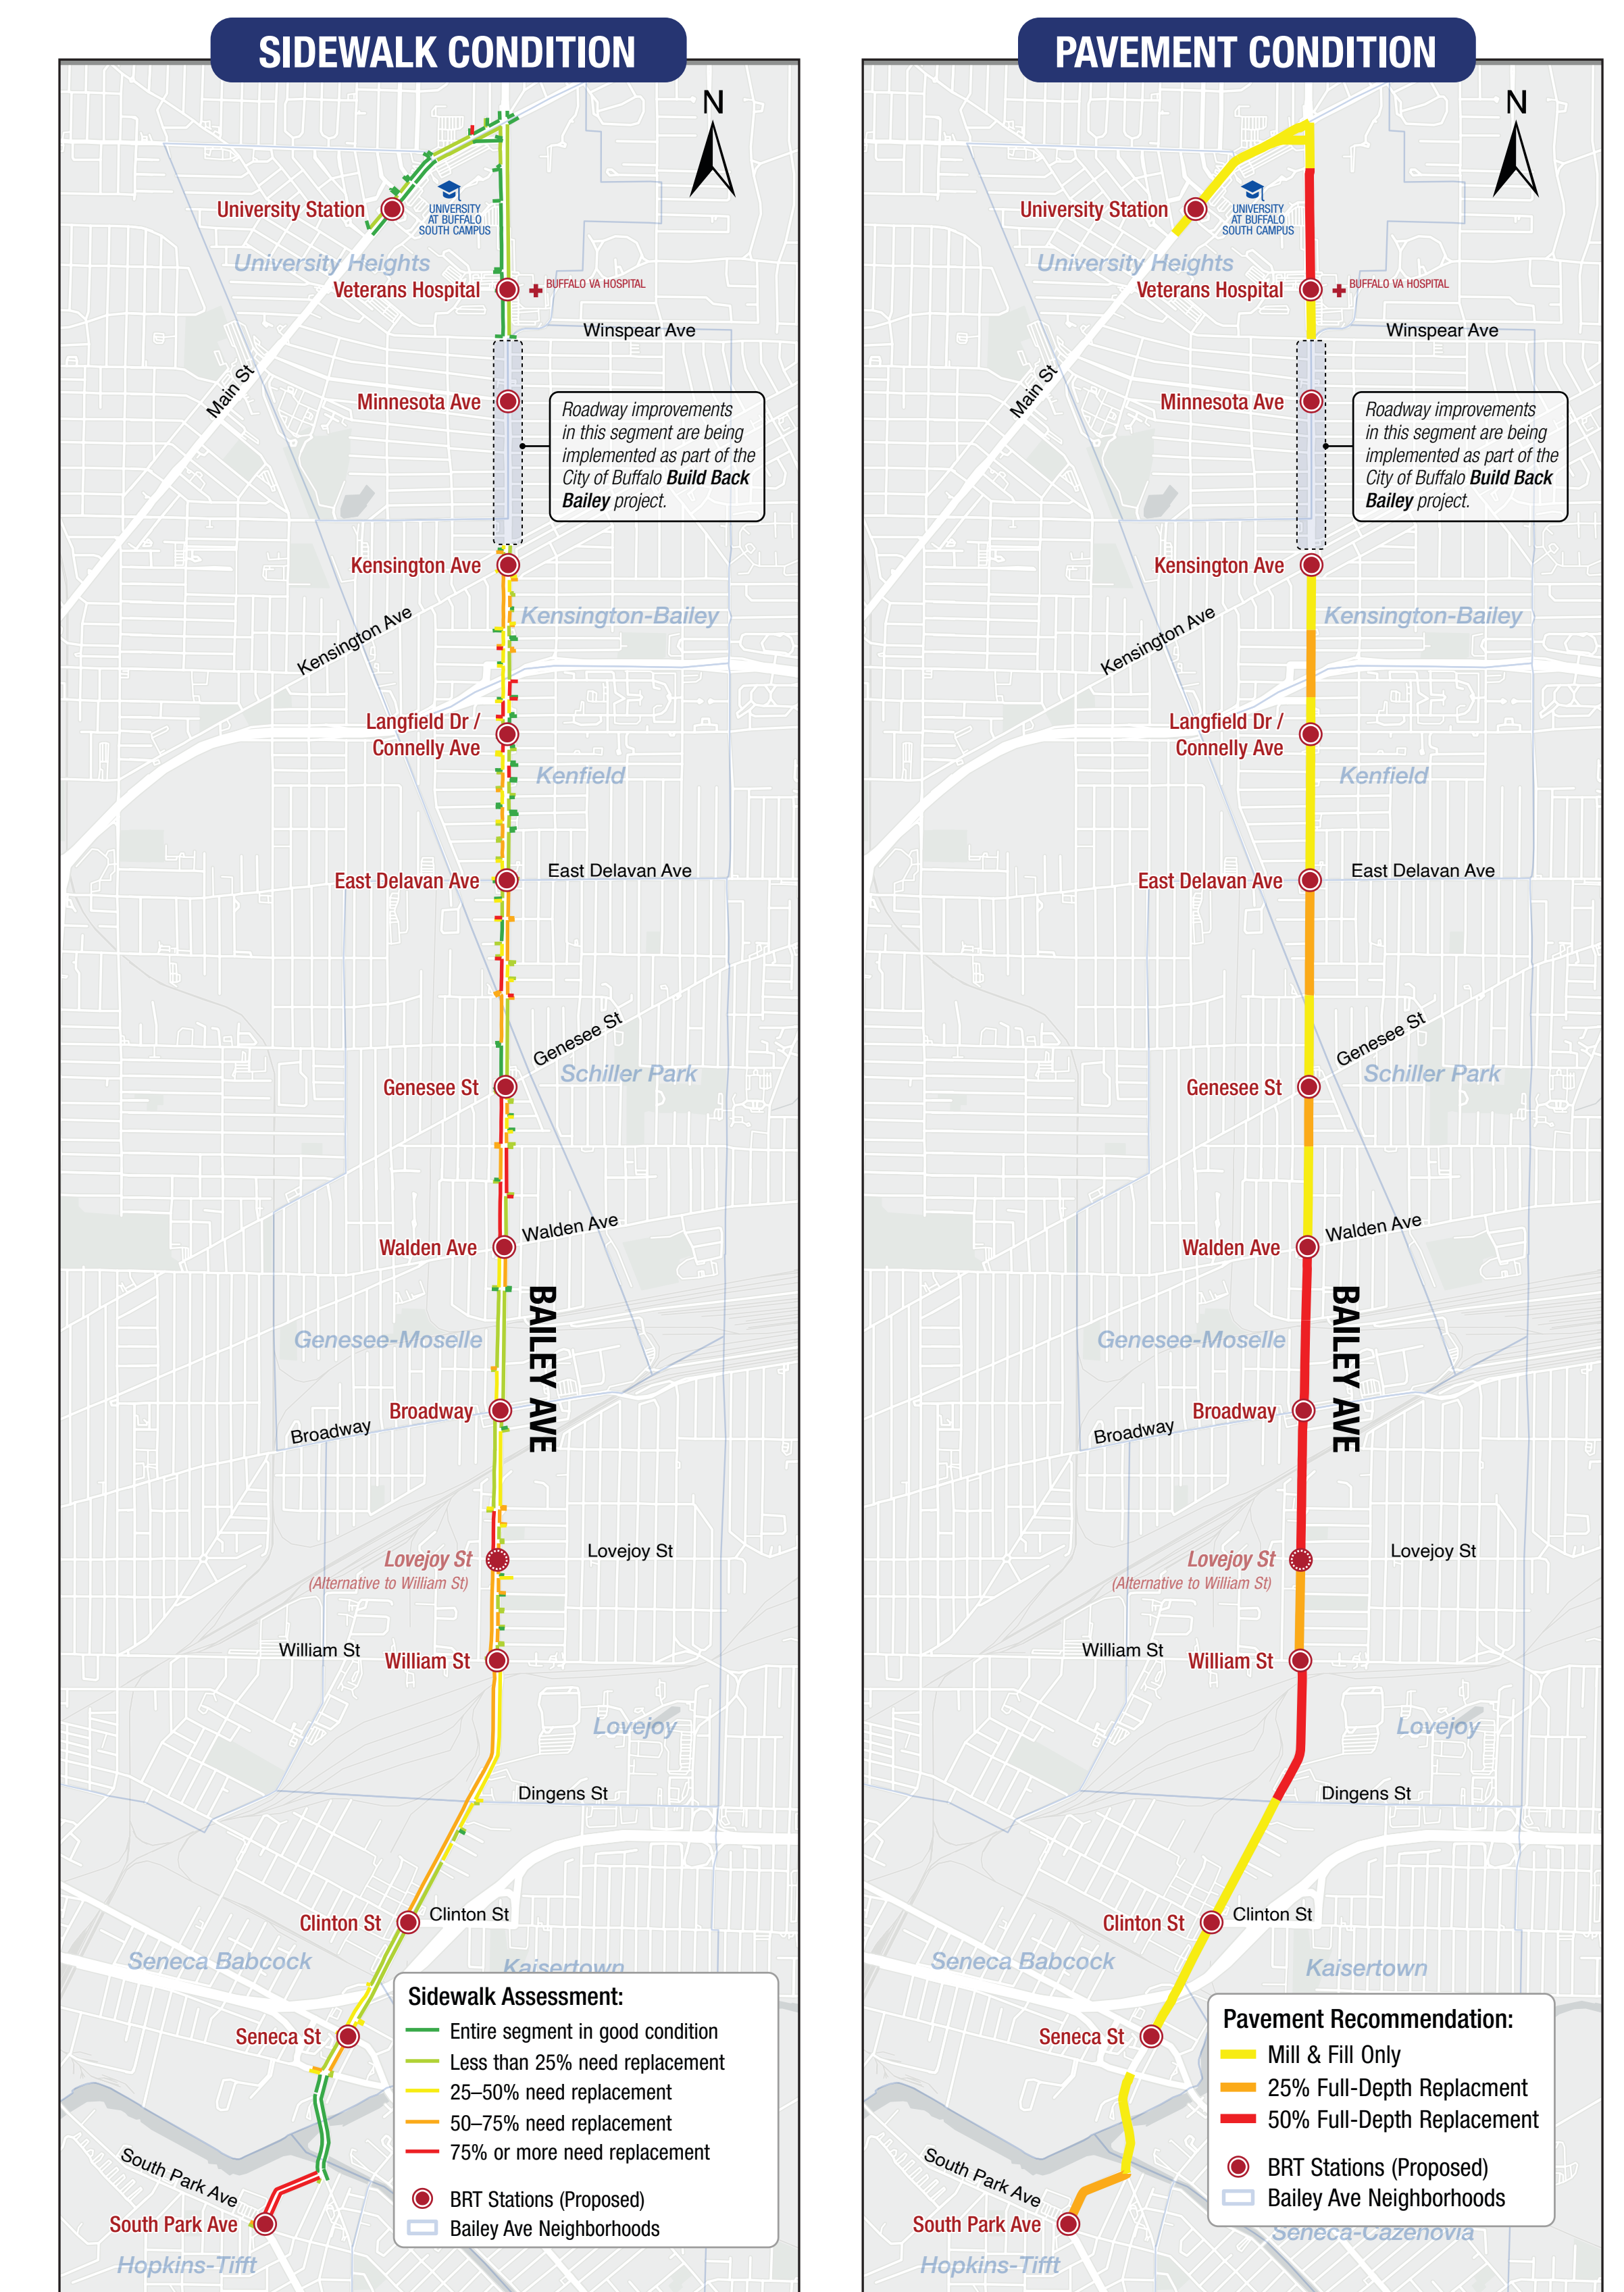 SIDEWALK CONDITION
N
University Station
UNIVERSITY
AT BUFFALO
SOUTH CAMPUS
University Heights
Veterans Hospital
BUFFALO VA HOSPITAL
Winspear Ave
Main St
Minnesota Ave
Roadway improvements
in this segment are being
implemented as part of the
City of Buffalo Build Back
Bailey project.
Kensington Ave
Kensington Ave
Kensington-Bailey
Langfield Dr /
Connelly Ave
Kenfield
East Delavan Ave
East Delavan Ave
Genesee St
Schiller Park
Genesee St
Walden Ave
Walden Ave
BAILEY AVE
Genesee-Moselle
Broadway
Broadway
Lovejoy St
Lovejoy St
(Alternative to William St)
William St
William St
Lovejoy
Dingens St
Clinton St
Clinton St
Seneca Babcock
Kaisertown
Seneca St
South Park Ave
South Park Ave
Hopkins-Tifft
Sidewalk Assessment:
Entire segment in good condition
Less than 25% need replacement
25–50% need replacement
50–75% need replacement
75% or more need replacement
BRT Stations (Proposed)
Bailey Ave Neighborhoods
PAVEMENT CONDITION
N
University Station
UNIVERSITY
AT BUFFALO
SOUTH CAMPUS
University Heights
Veterans Hospital
BUFFALO VA HOSPITAL
Winspear Ave
Main St
Minnesota Ave
Roadway improvements
in this segment are being
implemented as part of the
City of Buffalo Build Back
Bailey project.
Kensington Ave
Kensington Ave
Kensington-Bailey
Langfield Dr /
Connelly Ave
Kenfield
East Delavan Ave
East Delavan Ave
Genesee St
Schiller Park
Genesee St
Walden Ave
Walden Ave
BAILEY AVE
Genesee-Moselle
Broadway
Broadway
Lovejoy St
Lovejoy St
(Alternative to William St)
William St
William St
Lovejoy
Dingens St
Clinton St
Clinton St
Seneca Babcock
Kaisertown
Seneca St
South Park Ave
South Park Ave
Hopkins-Tifft
Pavement Recommendation:
Mill & Fill Only
25% Full-Depth Replacment
50% Full-Depth Replacement
BRT Stations (Proposed)
Bailey Ave Neighborhoods
Seneca-Cazenovia